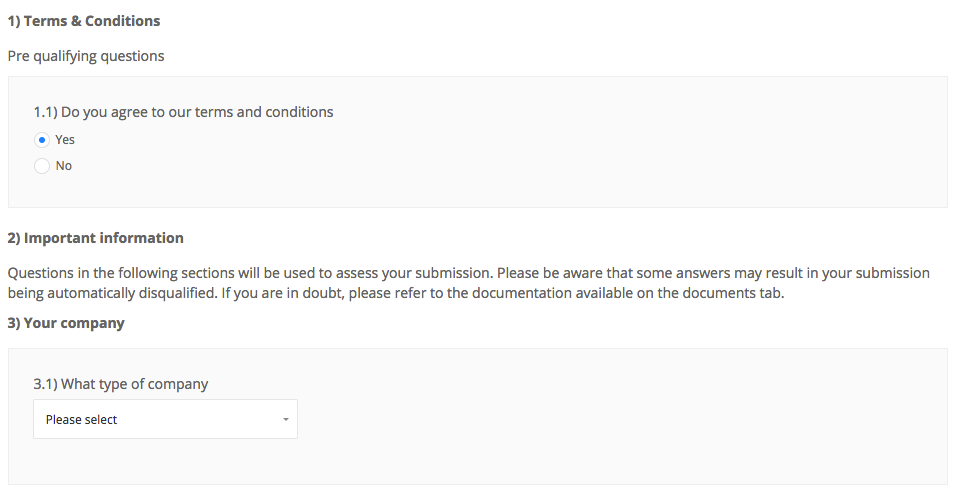 1) Terms & Conditions
Pre qualifying questions
1.1) Do you agree to our terms and conditions
Yes
No
2) Important information
Questions in the following sections will be used to assess your submission. Please be aware that some answers may result in your submission
being automatically disqualified. If you are in doubt, please refer to the documentation available on the documents tab.
3) Your company
3.1) What type of company
Please select